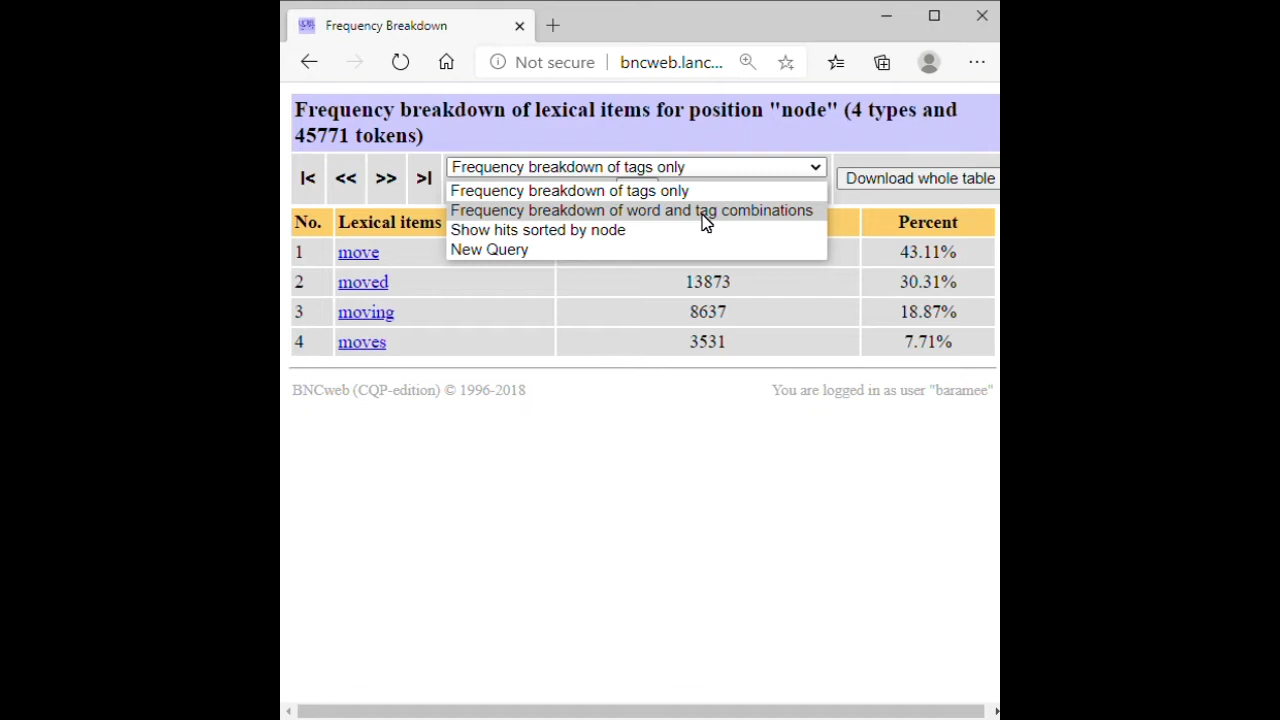 Frequency Breakdown
Not secure
bncweb.lanc...
Frequency breakdown of lexical items for position "node" (4 types and
45771 tokens)
|< << >> >| Frequency breakdown of tags only Download whole table
Frequency breakdown of tags only
Frequency breakdown of word and tag combinations
Show hits sorted by node
New Query
No. Lexical items Percent
1 move 43.11%
2 moved 13873 30.31%
3 moving 8637 18.87%
4 moves 3531 7.71%
BNCweb (CQP-edition) © 1996-2018 You are logged in as user "baramee"